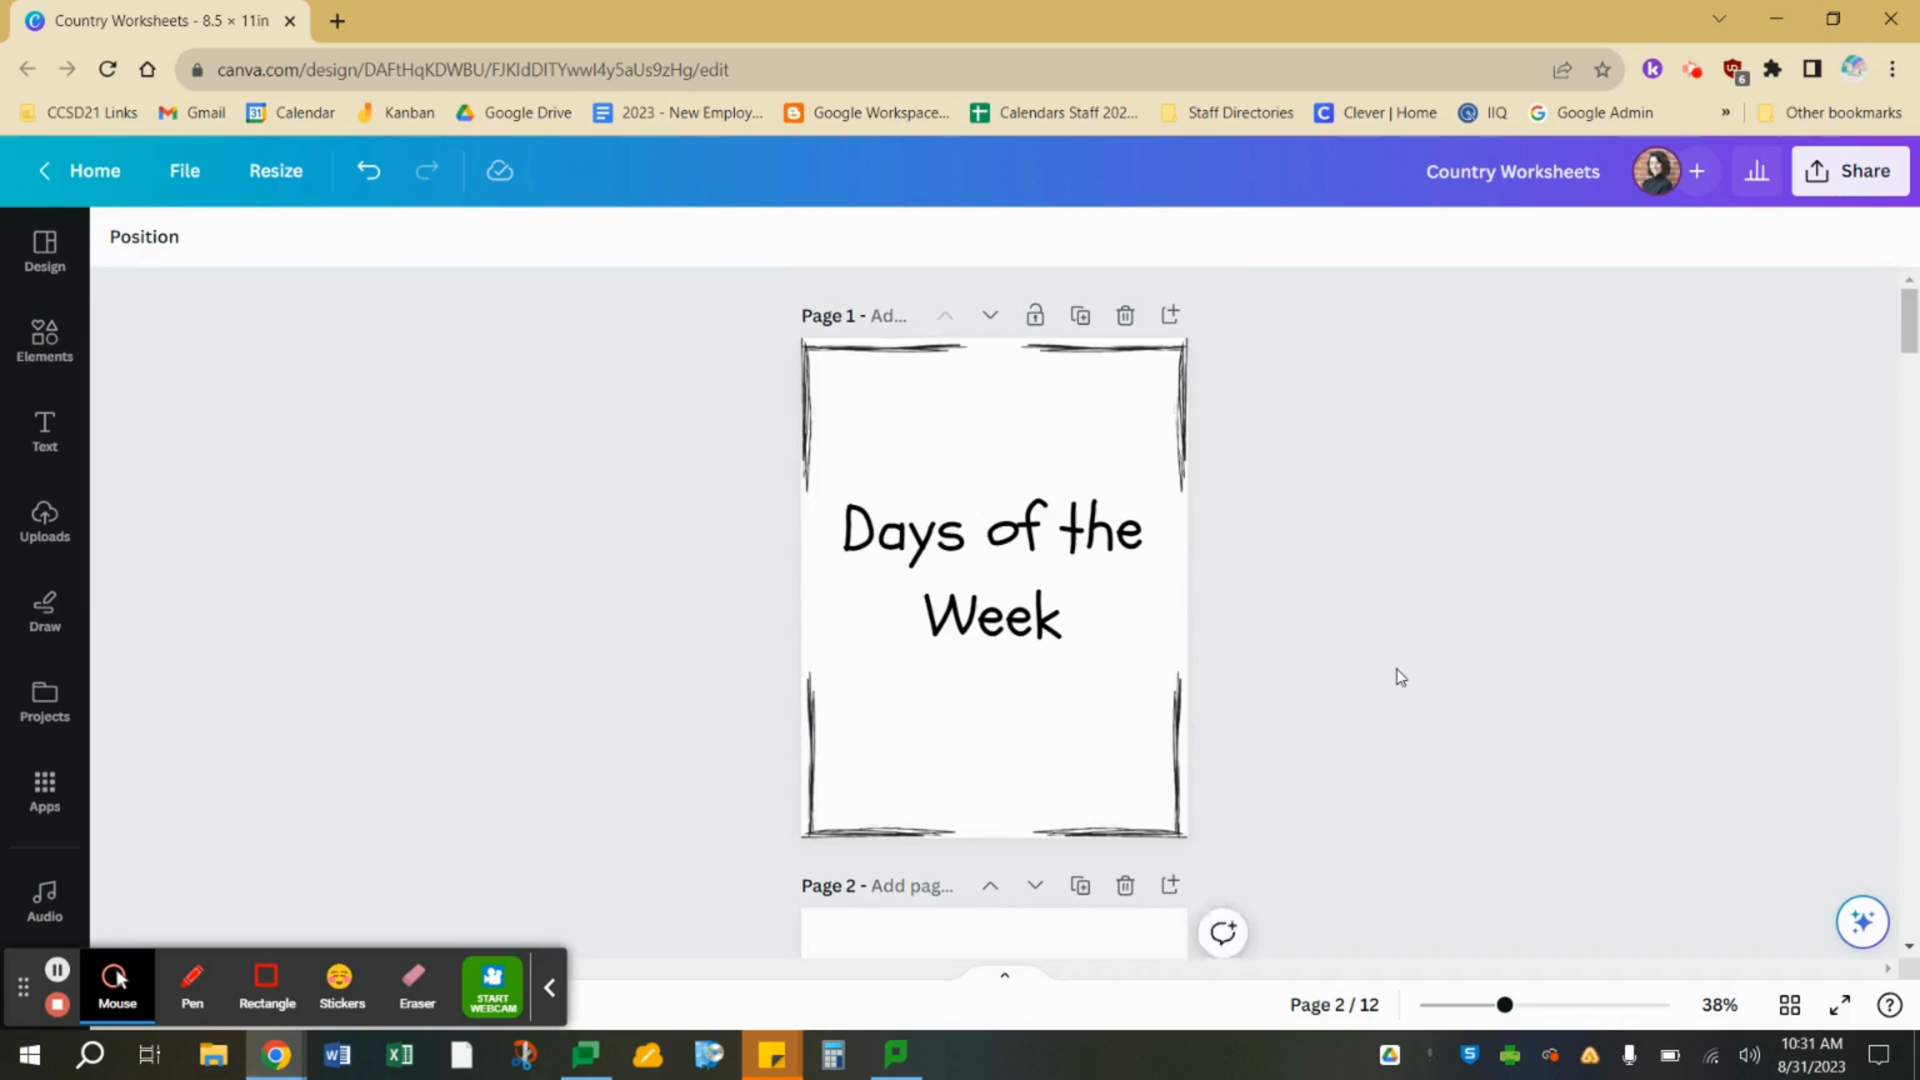 Country Worksheets - 8.5 × 11in
canva.com/design/DAFtHqKDWBU/FJKldDITYwwI4y5aUs9zHg/edit
6
CCSD21 Links
Gmail
31
Calendar
Kanban
Google Drive
2023 - New Employ...
Google Workspace...
Calendars Staff 202...
Staff Directories
Clever | Home
IIQ
Google Admin
»
Other bookmarks
Home
File
Resize
Country Worksheets
Share
Position
Design
Elements
Text
Uploads
Draw
Projects
Apps
Audio
Page 1 - Ad...
Days of the
Week
Page 2 - Add pag...
Mouse
Pen
Rectangle
Stickers
Eraser
START
WEBCAM
Page 2 / 12
38%
10:31 AM
8/31/2023